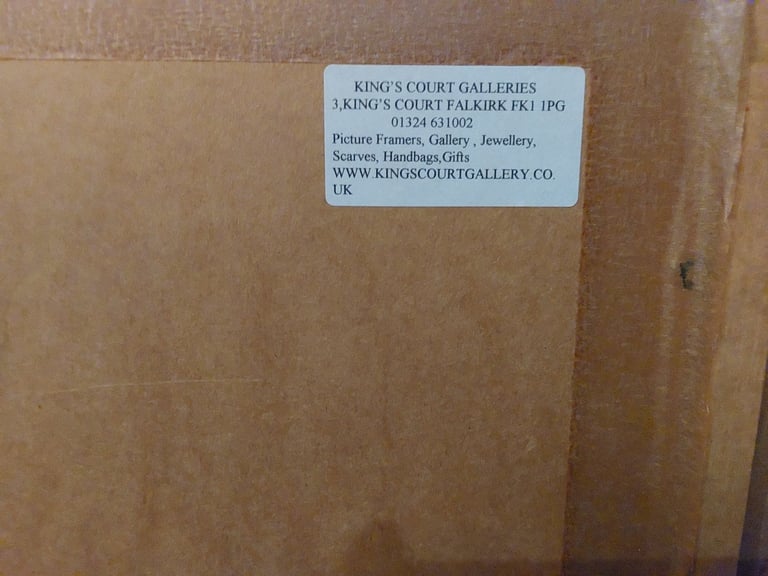 KING'S COURT GALLERIES
3,KING'S COURT FALKIRK FK1 1PG
01324 631002
Picture Framers, Gallery , Jewellery,
Scarves, Handbags,Gifts
WWW.KINGSCOURTGALLERY.CO.
UK